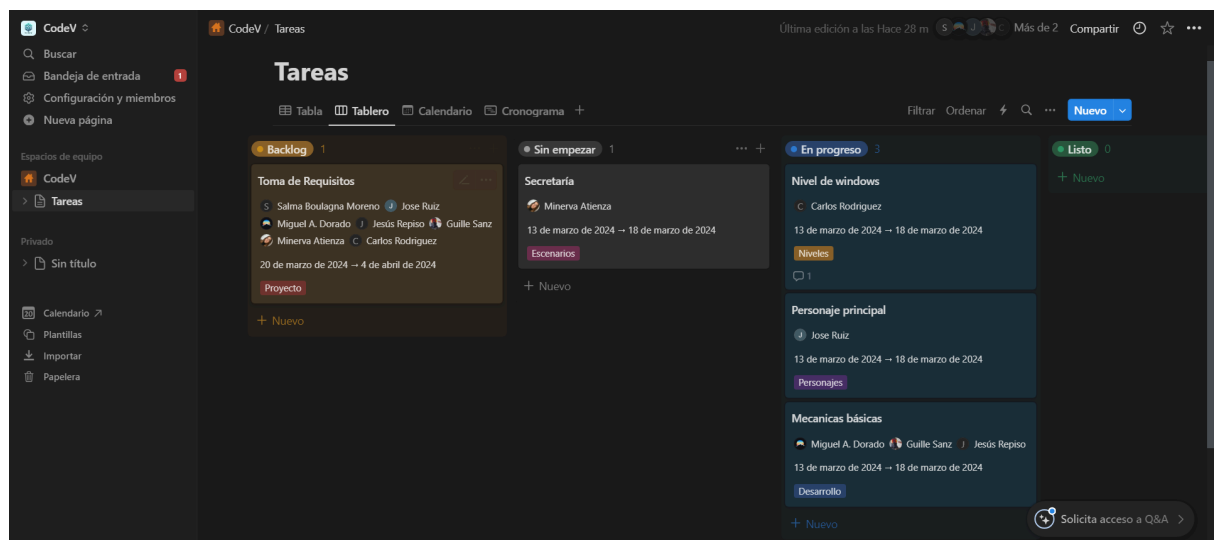 CodeV
Buscar
Bandeja de entrada 1
Configuración y miembros
Nueva página
Espacios de equipo
CodeV
Tareas
Privado
Sin título
20 Calendario
Plantillas
Importar
Papelera
CodeV / Tareas
Última edición a las Hace 28 m S J C Más de 2 Compartir
Tareas
Tabla Tablero Calendario Cronograma
Filtrar Ordenar Nuevo
Backlog 1
Toma de Requisitos
S Salma Boulagna Moreno J Jose Ruiz
Miguel A. Dorado J Jesús Repiso Guille Sanz
Minerva Atienza C Carlos Rodriguez
20 de marzo de 2024 → 4 de abril de 2024
Proyecto
+ Nuevo
Sin empezar 1
Secretaría
Minerva Atienza
13 de marzo de 2024 → 18 de marzo de 2024
Escenarios
+ Nuevo
En progreso 3
Nivel de windows
C Carlos Rodriguez
13 de marzo de 2024 → 18 de marzo de 2024
Niveles
1
Personaje principal
J Jose Ruiz
13 de marzo de 2024 → 18 de marzo de 2024
Personajes
Mecanicas básicas
Miguel A. Dorado Guille Sanz J Jesús Repiso
13 de marzo de 2024 → 18 de marzo de 2024
Desarrollo
+ Nuevo
Listo 0
+ Nuevo
Solicita acceso a Q&A